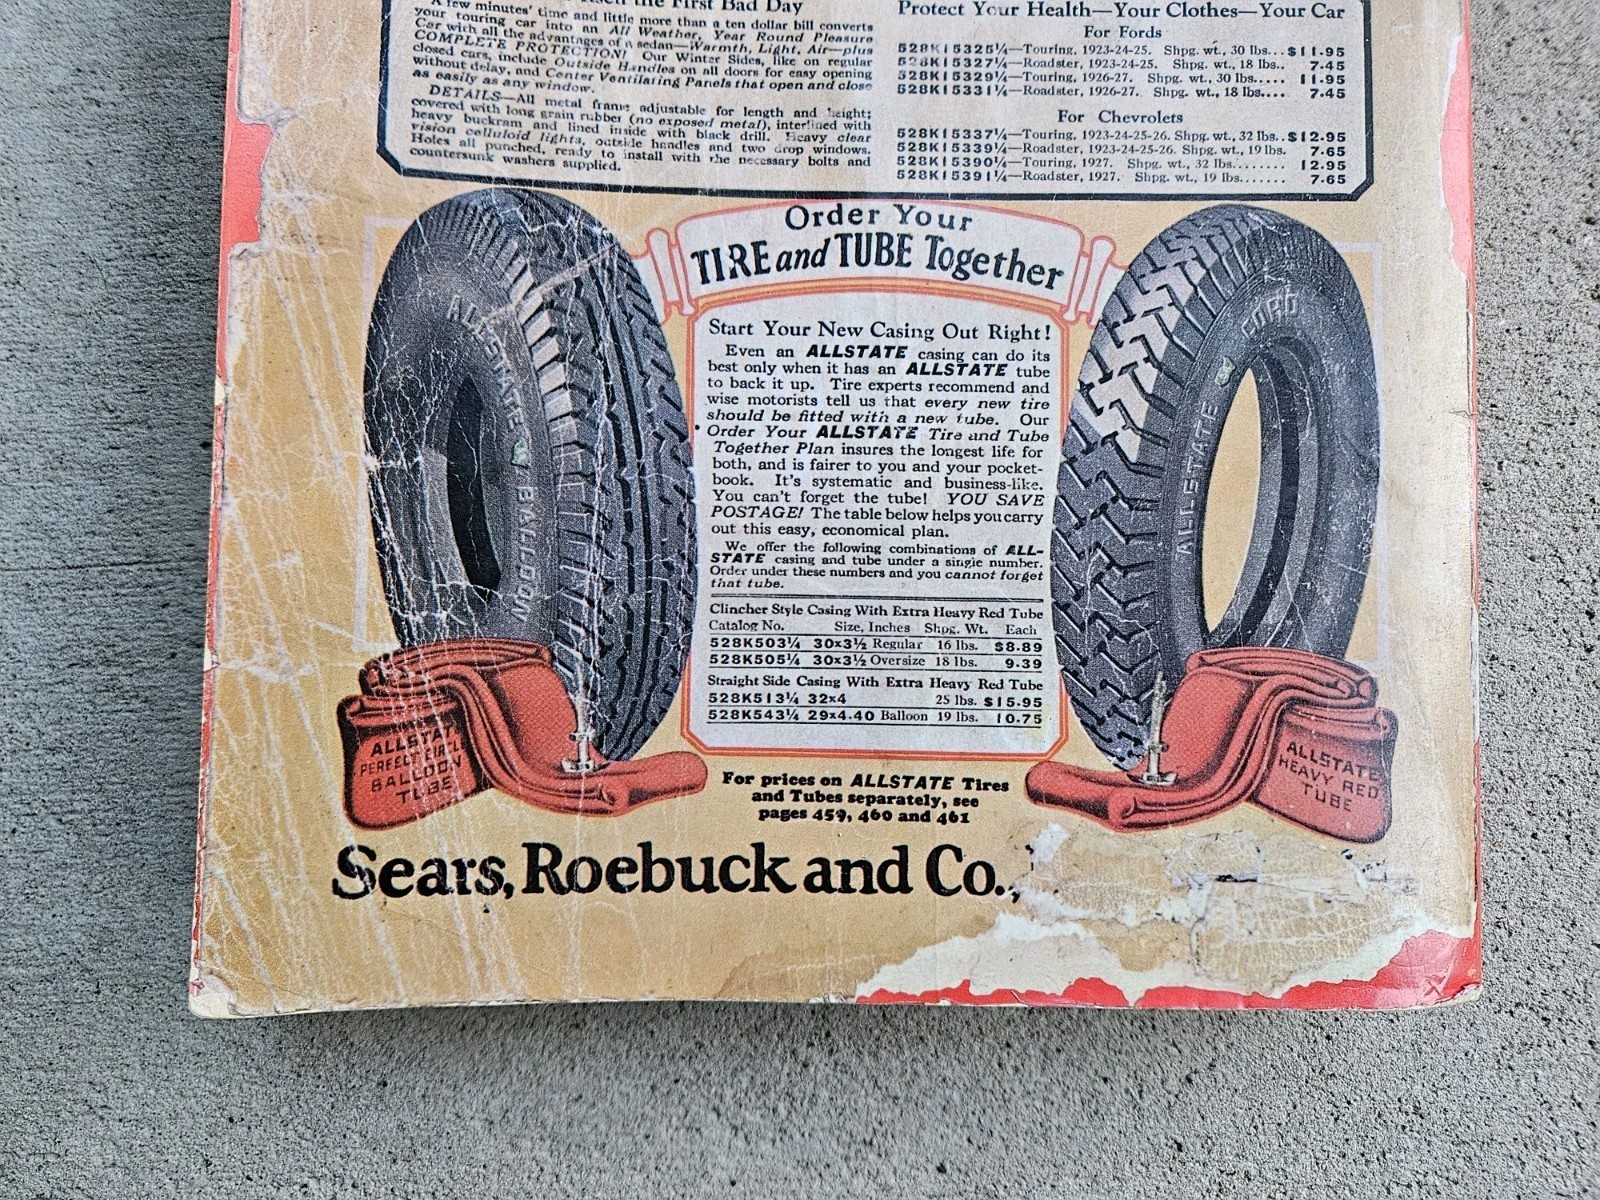 the First Bad Day
A few minutes' time and little more than a ten dollar bill converts
your touring car into an All Weather, Year Round Pleasure
Car with all the advantages of a sedan—Warmth, Light, Air—plus
COMPLETE PROTECTION! Our Winter Sides, like on regular
closed cars, include Outside Handles on all doors for easy opening
without delay, and Center Ventilating Panels that open and close
as easily as any window.
DETAILS—All metal frame adjustable for length and height;
covered with long grain rubber (no exposed metal), interlined with
heavy buckram and lined inside with black drill. Heavy clear
vision celluloid lights, outside handles and two drop windows.
Holes all punched, ready to install with the necessary bolts and
countersunk washers supplied.
Protect Your Health—Your Clothes—Your Car
For Fords
528K15325¼—Touring, 1923-24-25. Shpg. wt., 30 lbs...$11.95
528K15327¼—Roadster, 1923-24-25. Shpg. wt., 18 lbs.. 7.45
528K15329¼—Touring, 1926-27. Shpg. wt., 30 lbs.... 11.95
528K15331¼—Roadster, 1926-27. Shpg. wt., 18 lbs.... 7.45
For Chevrolets
528K15337¼—Touring, 1923-24-25-26. Shpg. wt., 32 lbs..$12.95
528K15339¼—Roadster, 1923-24-25-26. Shpg. wt., 19 lbs. 7.65
528K15390¼—Touring, 1927. Shpg. wt., 32 lbs........ 12.95
528K15391¼—Roadster, 1927. Shpg. wt., 19 lbs....... 7.65
Order Your
TIRE and TUBE Together
Start Your New Casing Out Right!
Even an ALLSTATE casing can do its
best only when it has an ALLSTATE tube
to back it up. Tire experts recommend and
wise motorists tell us that every new tire
should be fitted with a new tube. Our
Order Your ALLSTATE Tire and Tube
Together Plan insures the longest life for
both, and is fairer to you and your pocket-
book. It's systematic and business-like.
You can't forget the tube! YOU SAVE
POSTAGE! The table below helps you carry
out this easy, economical plan.
We offer the following combinations of ALL-
STATE casing and tube under a single number.
Order under these numbers and you cannot forget
that tube.
Clincher Style Casing With Extra Heavy Red Tube
Catalog No. Size, Inches Shpg. Wt. Each
528K503¼ 30x3½ Regular 16 lbs. $8.89
528K505¼ 30x3½ Oversize 18 lbs. 9.39
Straight Side Casing With Extra Heavy Red Tube
528K513¼ 32x4 25 lbs. $15.95
528K543¼ 29x4.40 Balloon 19 lbs. 10.75
ALLSTATE BALLOON
ALLSTATE CORD
ALLSTATE
PERFECT CIRCLE
BALLOON
TUBE
ALLSTATE
HEAVY RED
TUBE
For prices on ALLSTATE Tires
and Tubes separately, see
pages 459, 460 and 461
Sears, Roebuck and Co.,